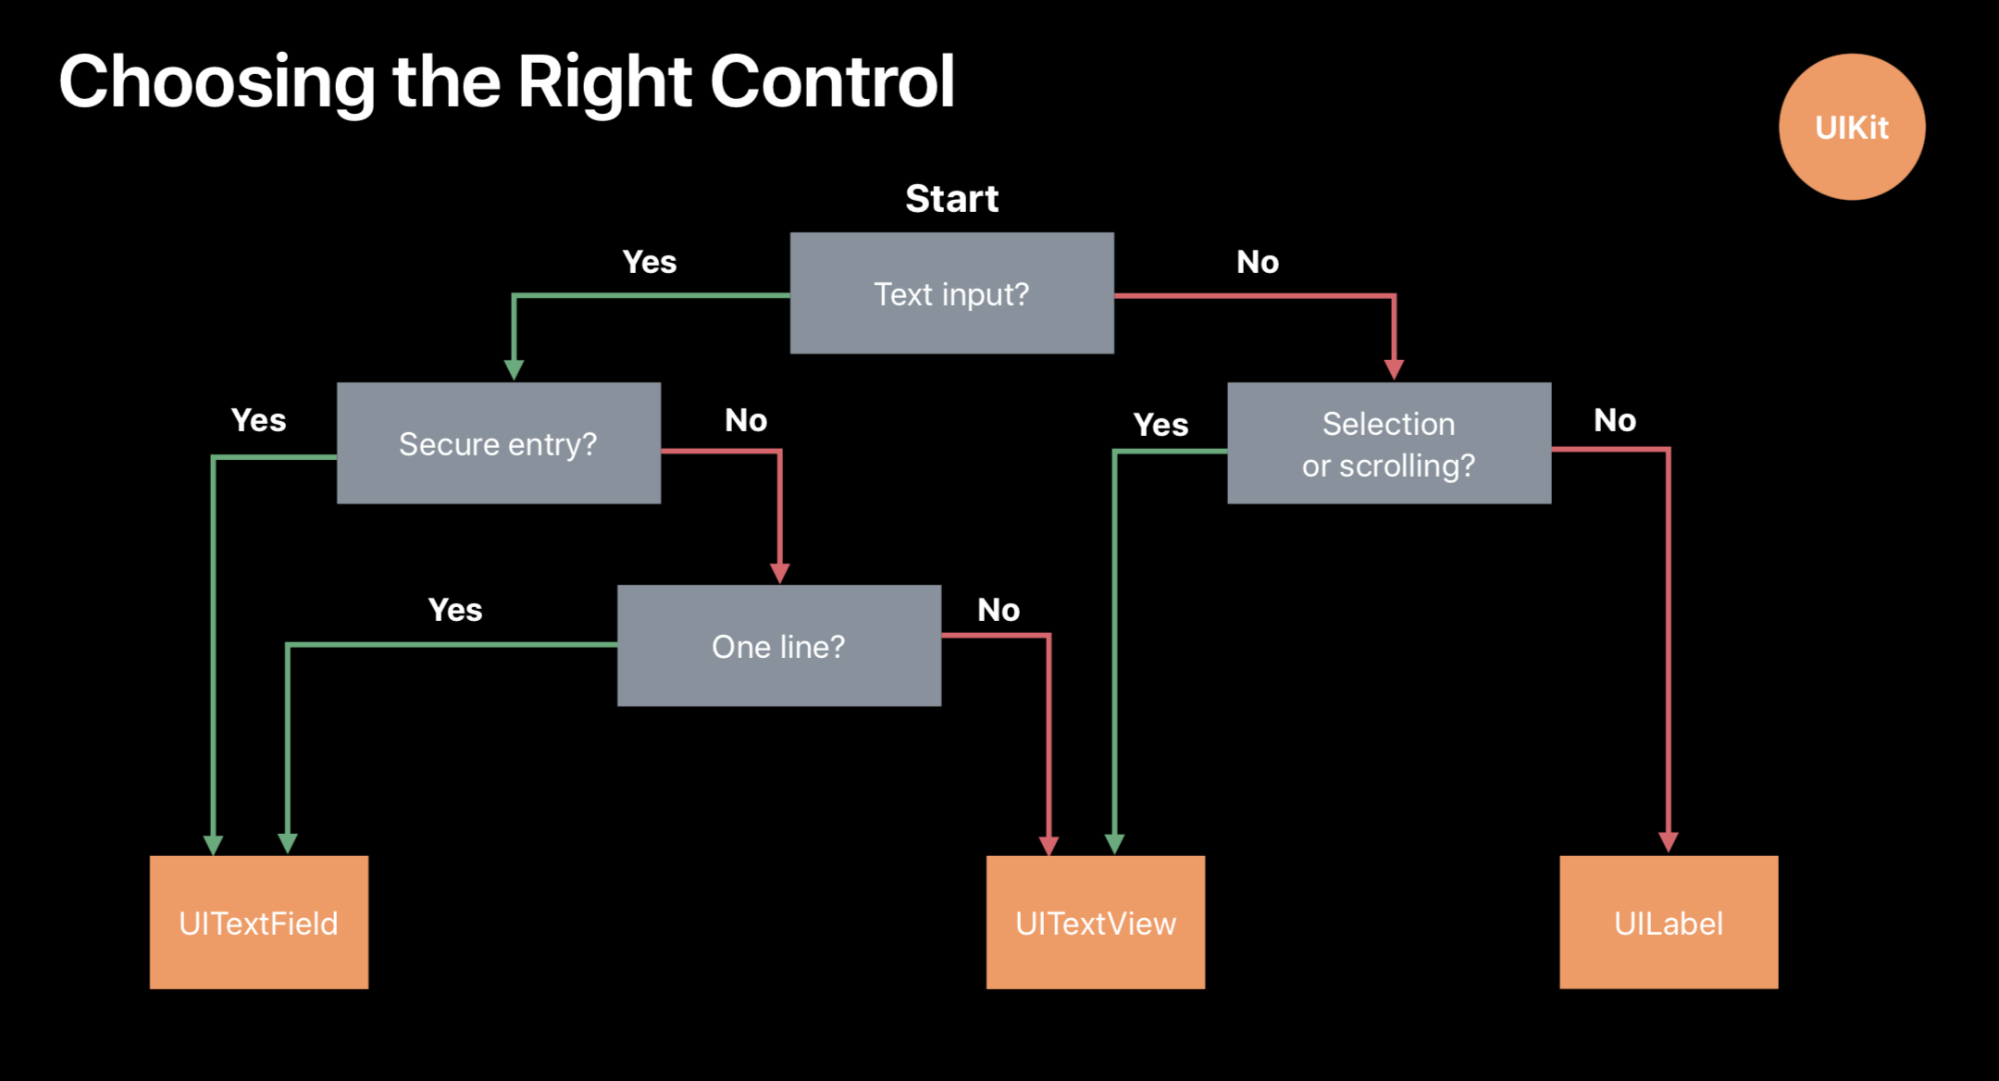 Choosing the Right Control
UIKit
Start
Yes
Text input?
No
Yes
Secure entry?
No
Yes
Selection
or scrolling?
No
Yes
One line?
No
UITextField
UITextView
UILabel